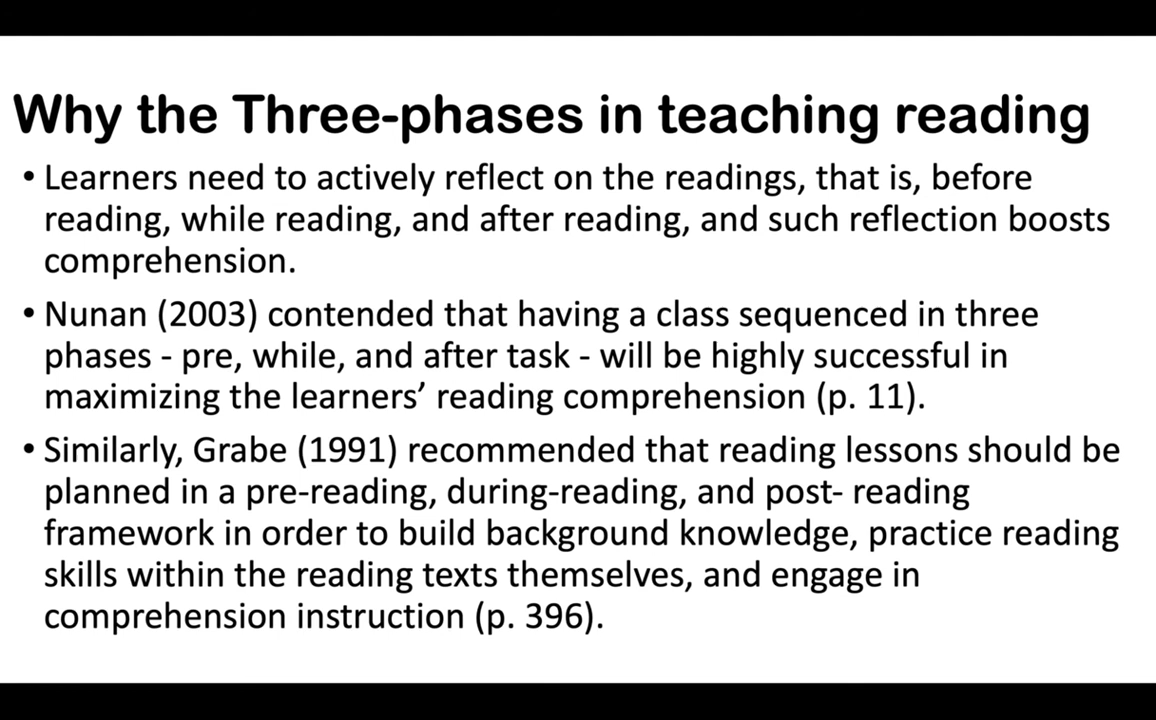 Why the Three-phases in teaching reading
• Learners need to actively reflect on the readings, that is, before
reading, while reading, and after reading, and such reflection boosts
comprehension.
• Nunan (2003) contended that having a class sequenced in three
phases - pre, while, and after task - will be highly successful in
maximizing the learners’ reading comprehension (p. 11).
• Similarly, Grabe (1991) recommended that reading lessons should be
planned in a pre-reading, during-reading, and post- reading
framework in order to build background knowledge, practice reading
skills within the reading texts themselves, and engage in
comprehension instruction (p. 396).